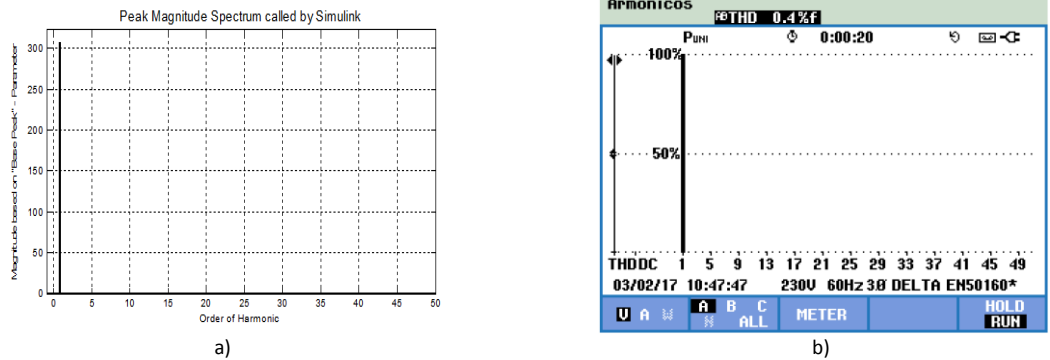 Peak Magnitude Spectrum called by Simulink
Magnitude based on "Base Peak" - Parameter
300
250
200
150
100
50
0
0 5 10 15 20 25 30 35 40 45 50
Order of Harmonic
a)
Armonicos
THD 0.4%f
PUNI 0:00:20
100%
50%
THDDC 1 5 9 13 17 21 25 29 33 37 41 45 49
03/02/17 10:47:47 230V 60Hz 3Ø DELTA EN50160*
V A A B C N ALL METER HOLD RUN
b)